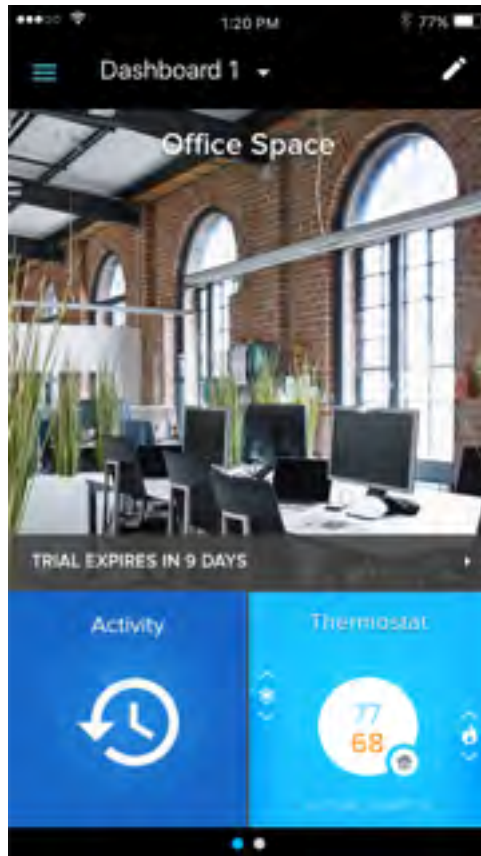 1:20 PM
77%
Dashboard 1
Office Space
TRIAL EXPIRES IN 9 DAYS
Activity
Thermostat
77
68